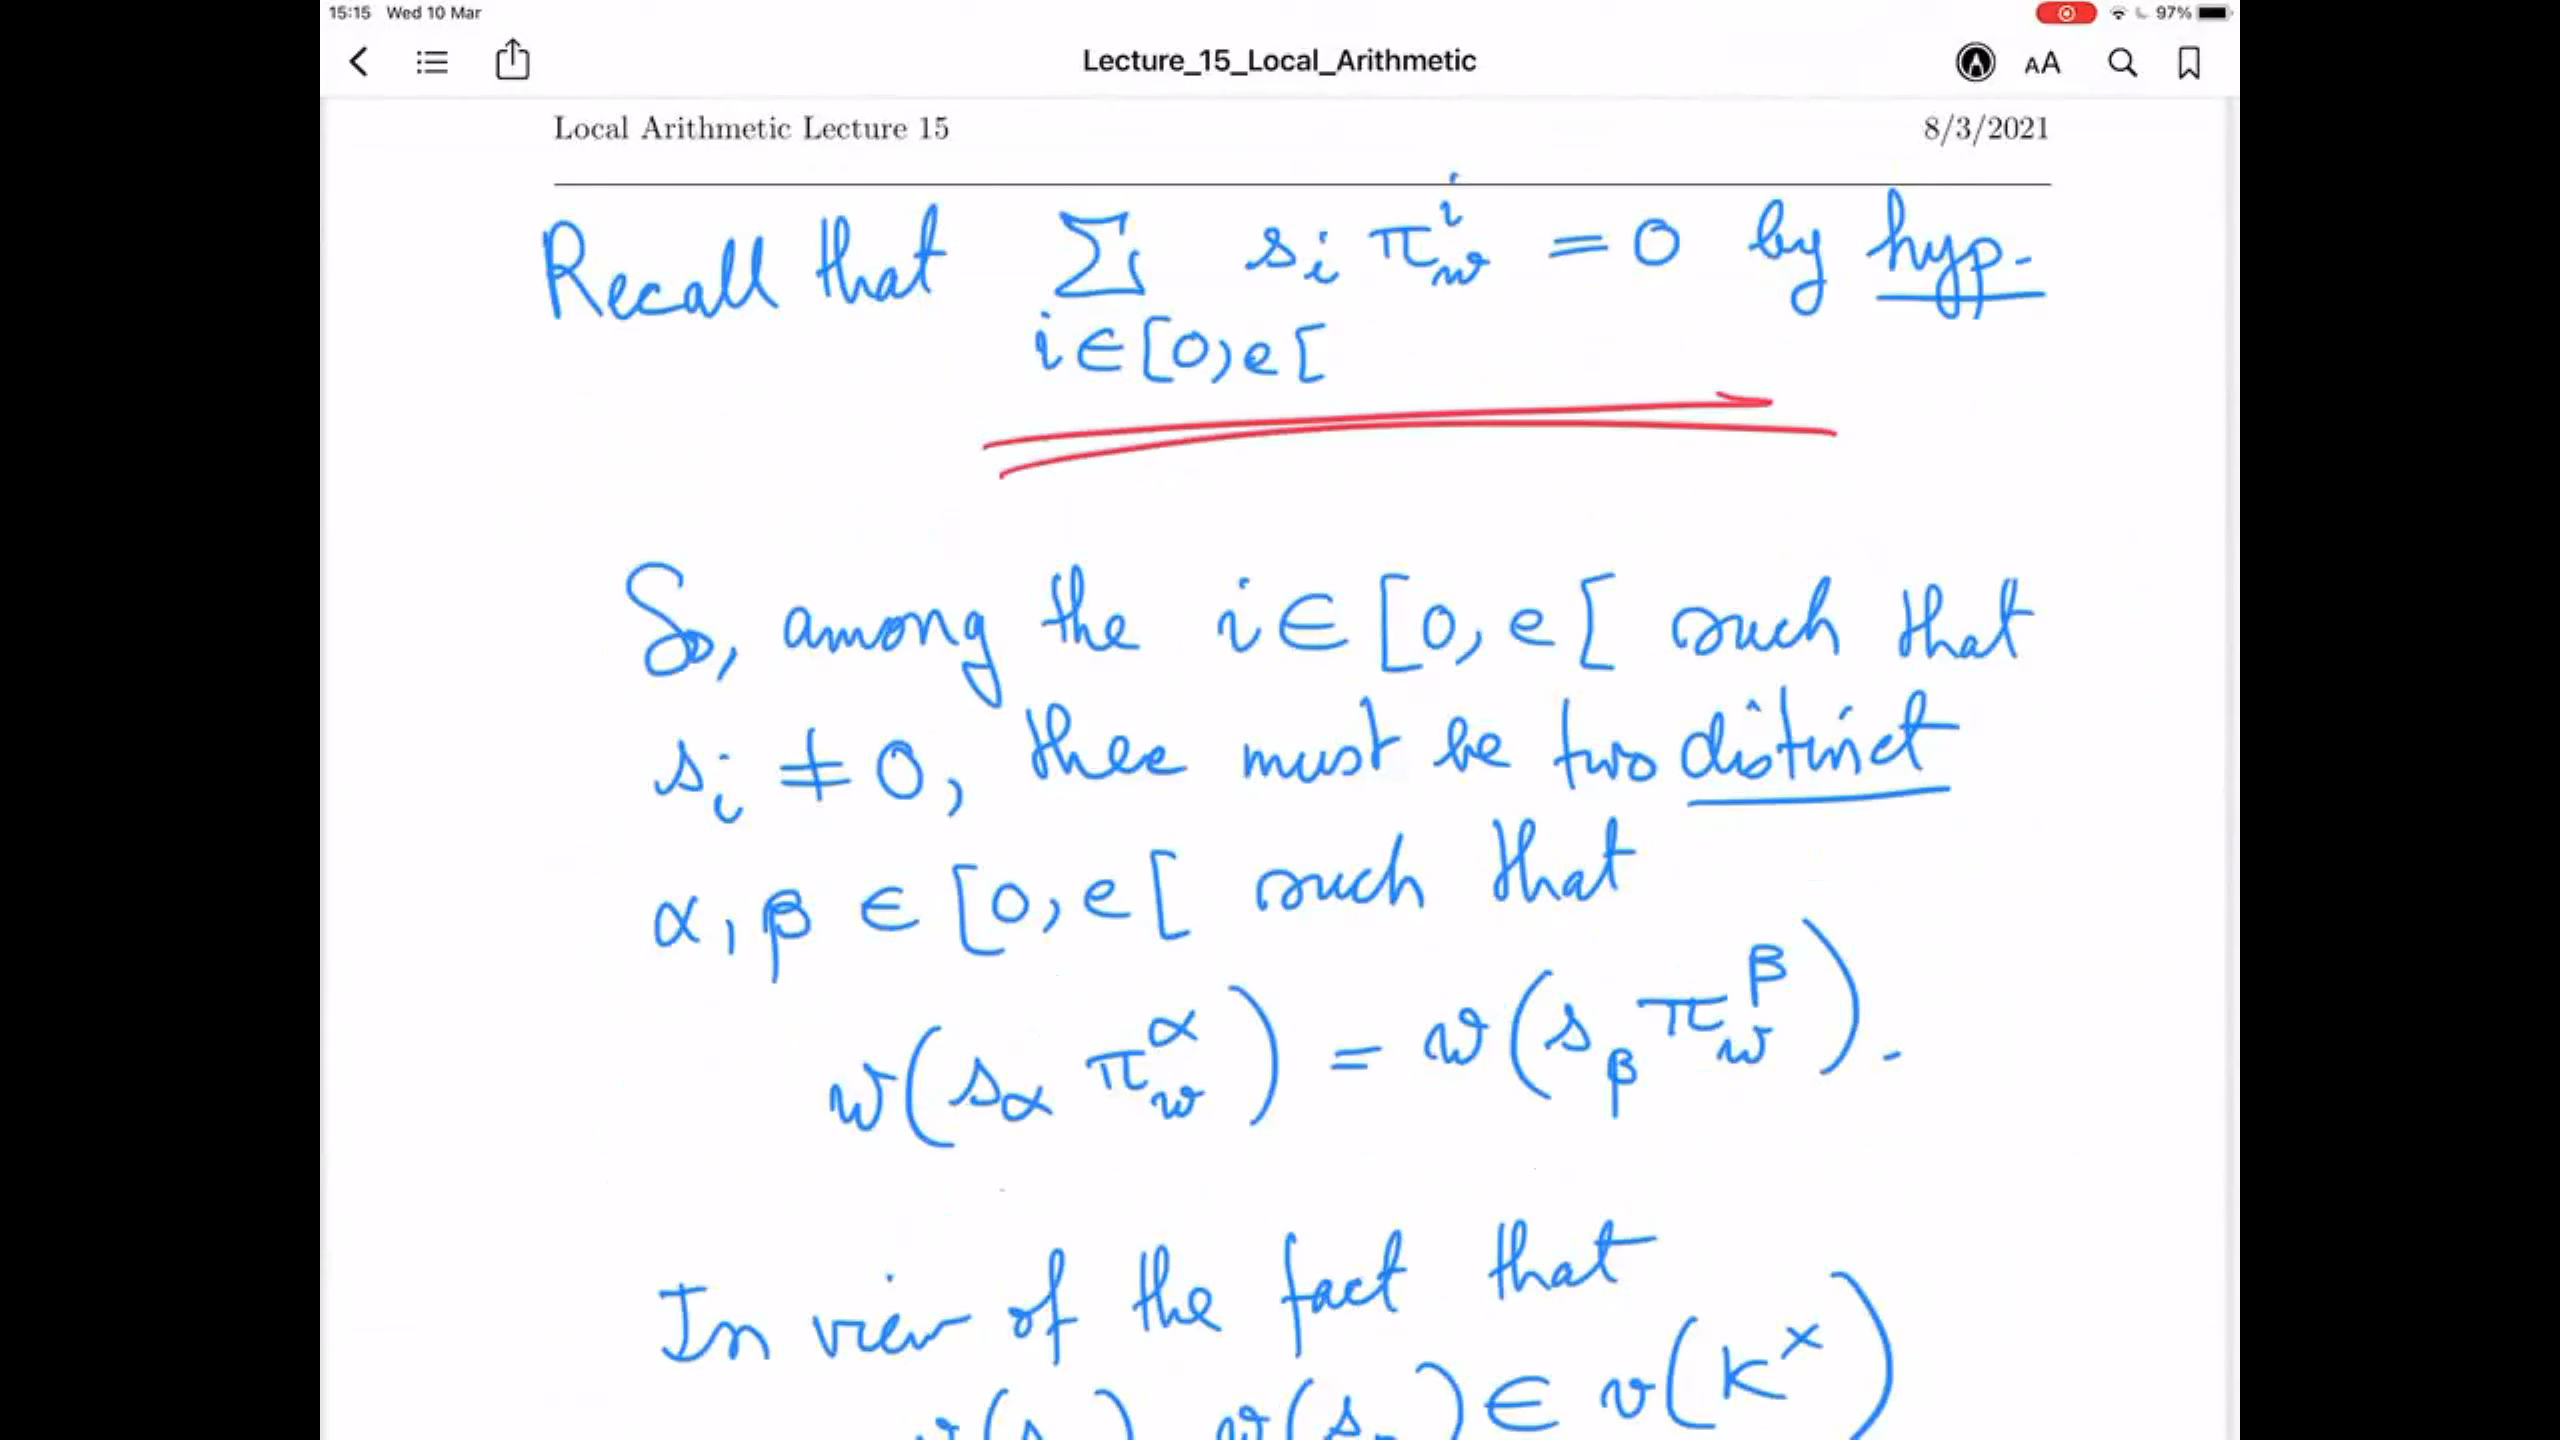 15:15 Wed 10 Mar 97%
Lecture_15_Local_Arithmetic AA
Local Arithmetic Lecture 15 8/3/2021
Recall that ∑ s_i π_w^i = 0 by hyp.
i ∈ [0, e[
So, among the i ∈ [0, e[ such that
s_i ≠ 0, thee must be two distinct
α, β ∈ [0, e[ such that
w(s_α π_w^α) = w(s_β π_w^β).
In view of the fact that
w(s ) w(s ) ∈ v(K^×)